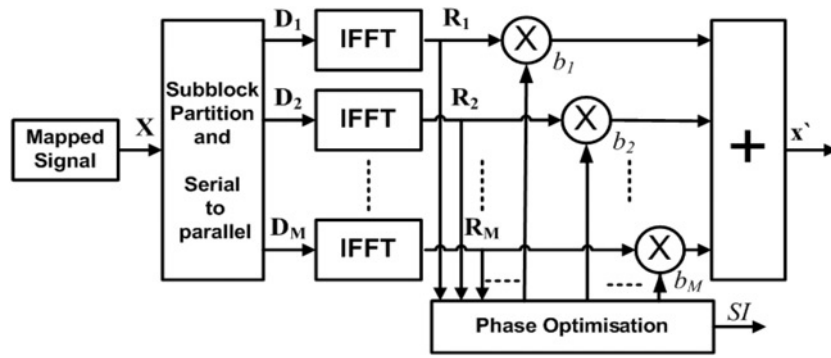 Mapped
Signal
X
Subblock
Partition
and
Serial
to
parallel
D1
IFFT
R1
X
b1
D2
IFFT
R2
X
b2
DM
IFFT
RM
X
bM
+
x`
Phase Optimisation
SI